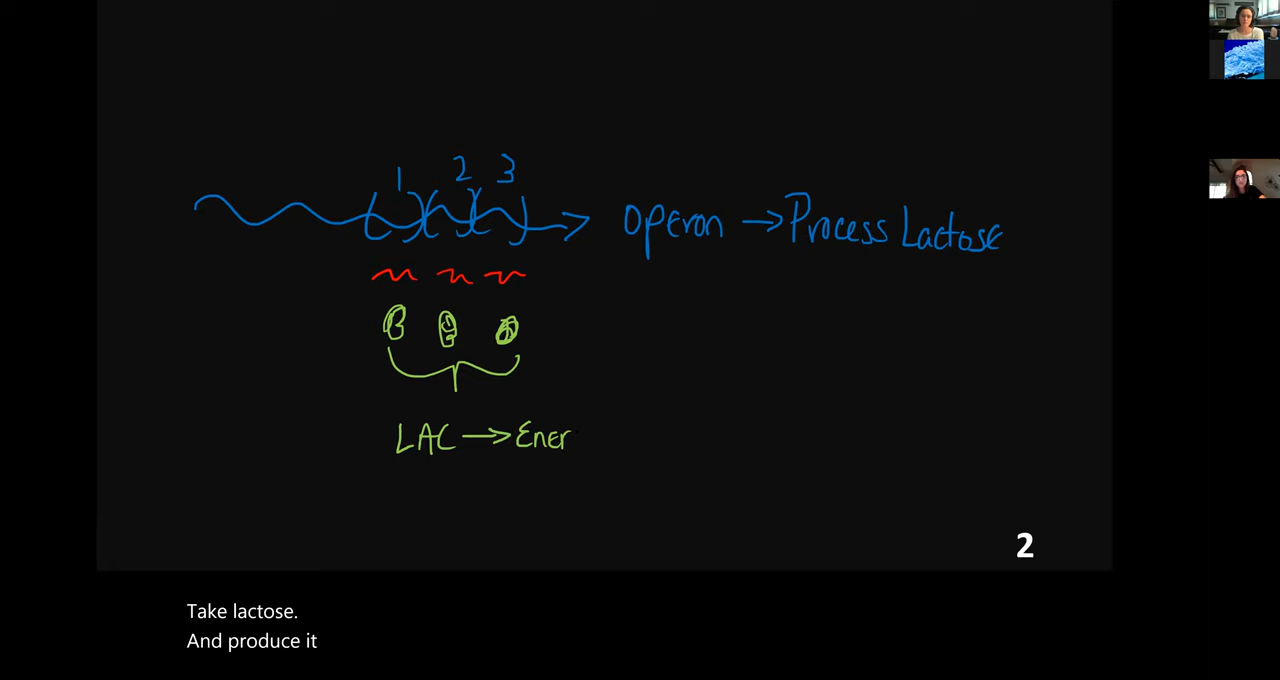 1 2 3
Operon → Process Lactose
LAC → Ener
2
Take lactose.
And produce it